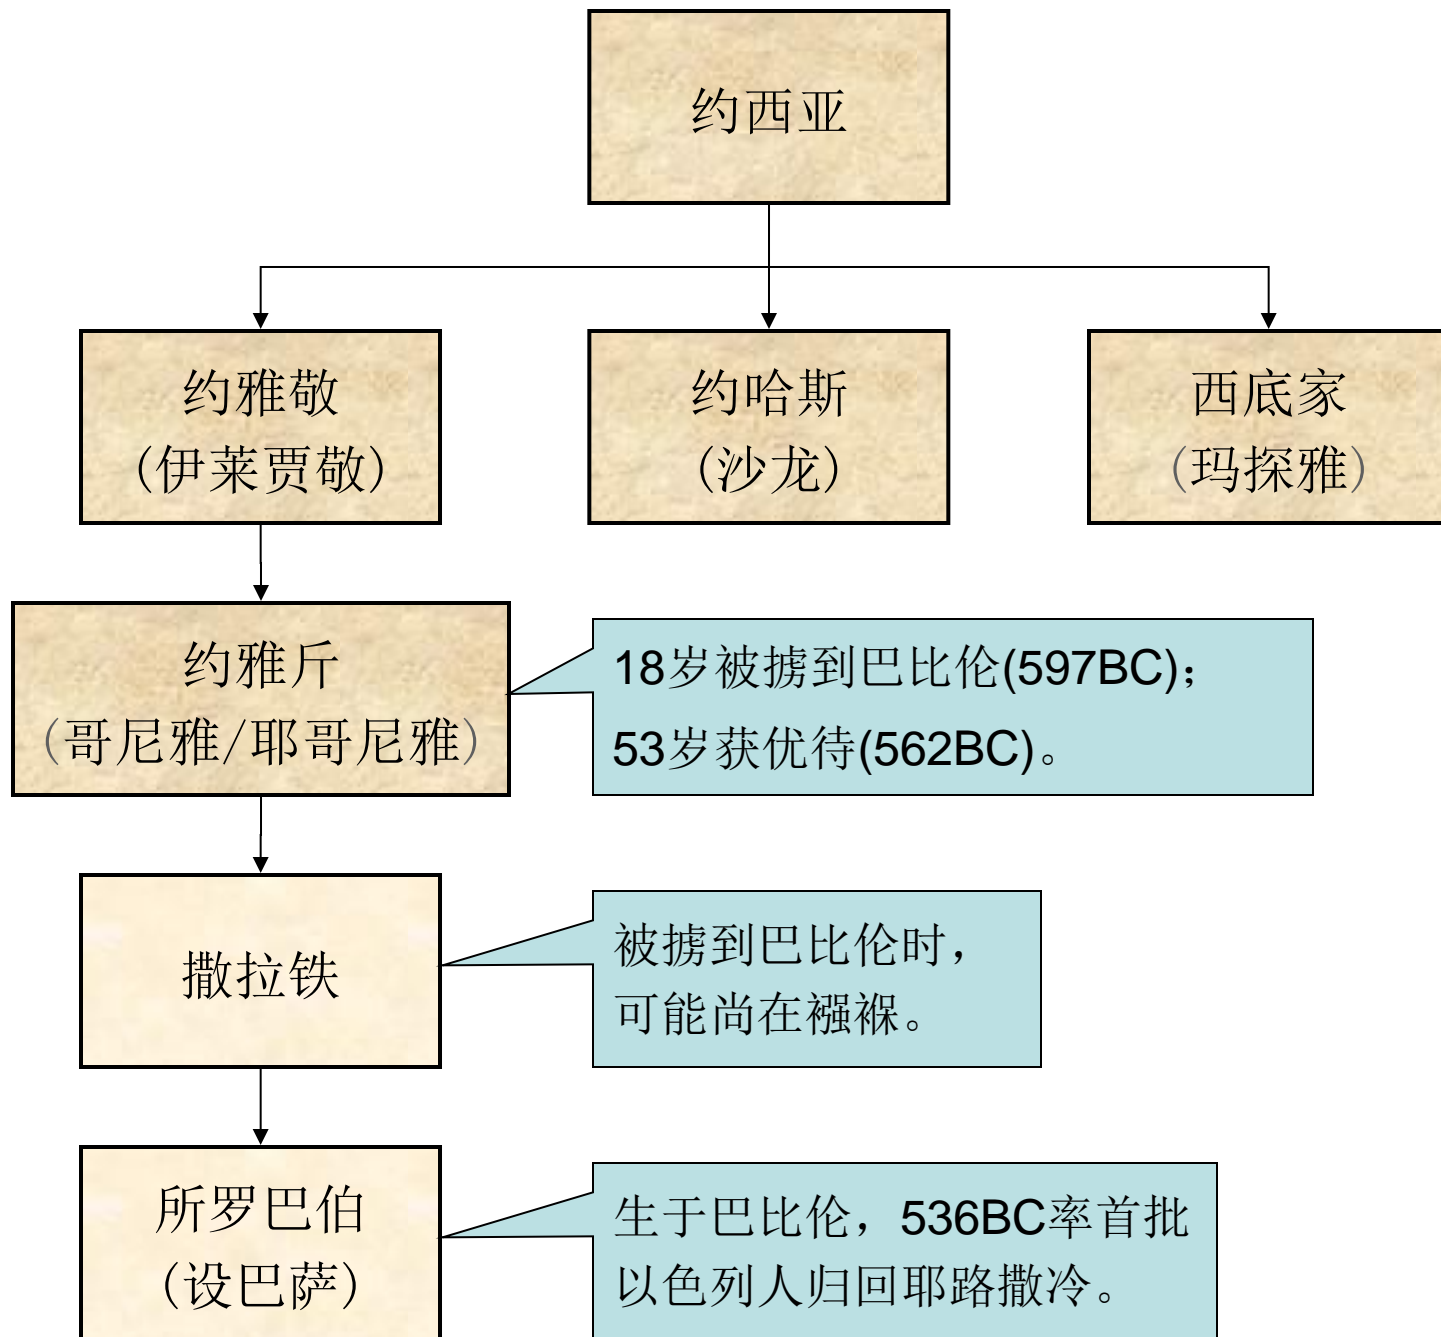 约西亚
约雅敬
(伊莱贾敬)
约哈斯
(沙龙)
西底家
(玛探雅)
约雅斤
(哥尼雅/耶哥尼雅)
18岁被掳到巴比伦(597BC)；
53岁获优待(562BC)。
撒拉铁
被掳到巴比伦时，
可能尚在襁褓。
所罗巴伯
(设巴萨)
生于巴比伦，536BC率首批
以色列人归回耶路撒冷。